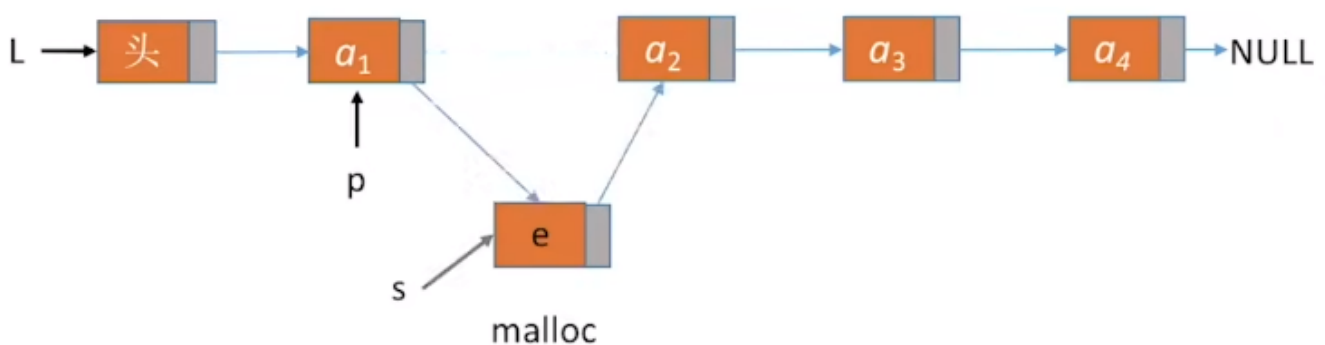 L 头 a₁ a₂ a₃ a₄ NULL
p
e
s
malloc